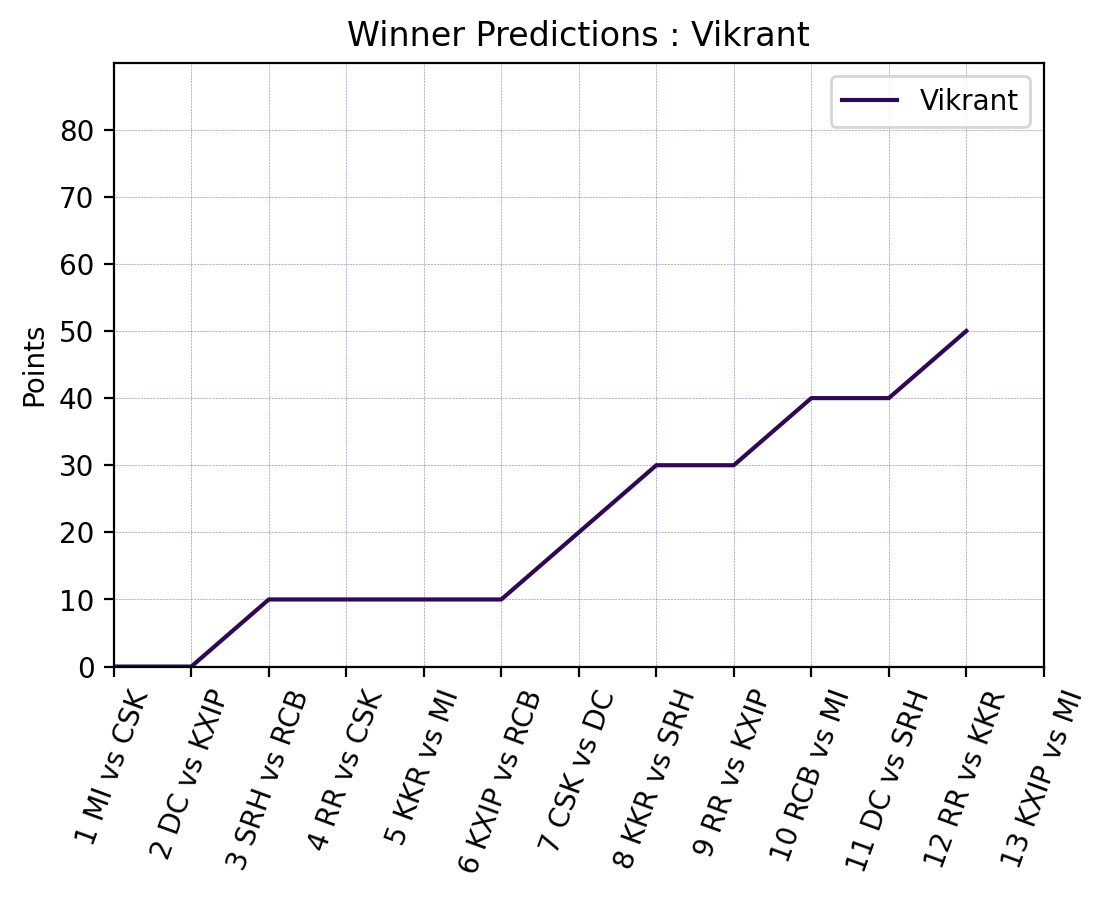 Winner Predictions : Vikrant
Vikrant
Points
80
70
60
50
40
30
20
10
0
1 MI vs CSK
2 DC vs KXIP
3 SRH vs RCB
4 RR vs CSK
5 KKR vs MI
6 KXIP vs RCB
7 CSK vs DC
8 KKR vs SRH
9 RR vs KXIP
10 RCB vs MI
11 DC vs SRH
12 RR vs KKR
13 KXIP vs MI